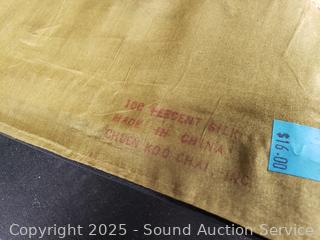 100 PERCENT SILK
MADE IN CHINA
CHUEN KOO CHAI, INC.
$16.00
Copyright 2025 - Sound Auction Service